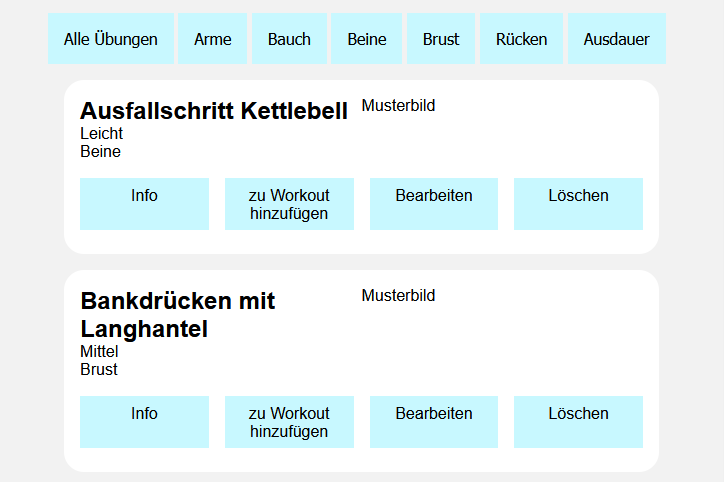 Alle Übungen Arme Bauch Beine Brust Rücken Ausdauer
Ausfallschritt Kettlebell Musterbild
Leicht
Beine
Info zu Workout hinzufügen Bearbeiten Löschen
Bankdrücken mit Langhantel Musterbild
Mittel
Brust
Info zu Workout hinzufügen Bearbeiten Löschen